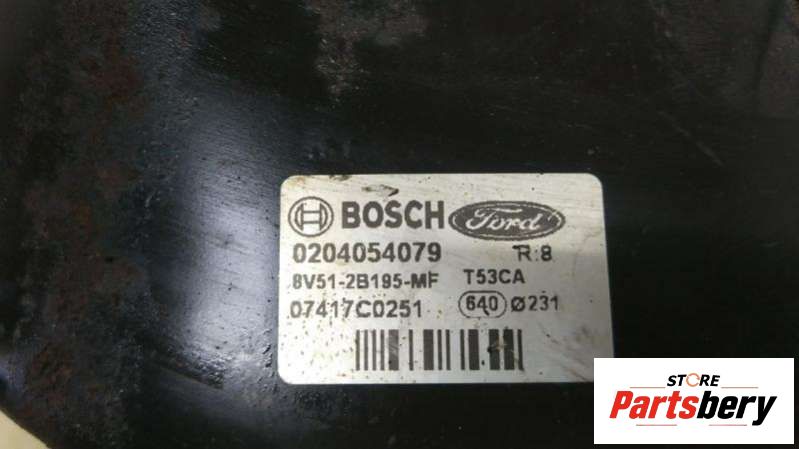 BOSCH Ford
0204054079 R:8
8V51-2B195-MF T53CA
07417C0251 640 Ø231
STORE
Partsbery